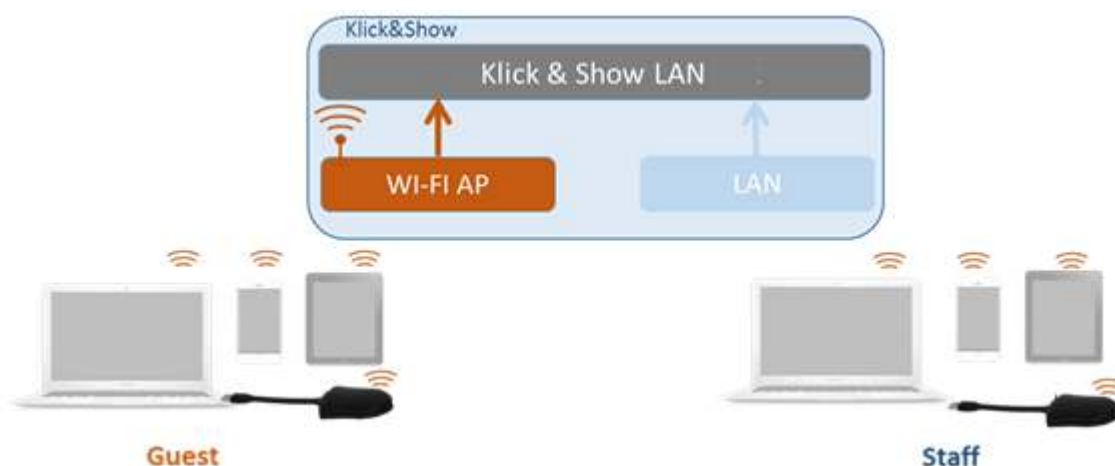 Klick&Show
Klick & Show LAN
WI-FI AP
LAN
Guest
Staff